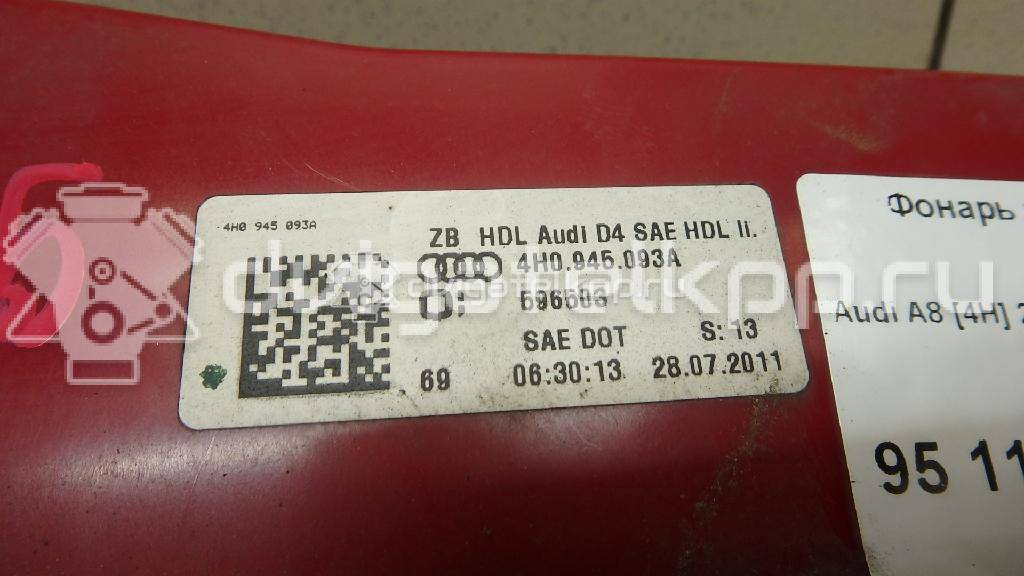 4H0 945 093A
ZB HDL Audi D4 SAE HDL li.
4H0.945.093A
SAE DOT S: 13
69 06:30:13 28.07.2011
Фонарь
Audi A8 [4H] 2
95 11